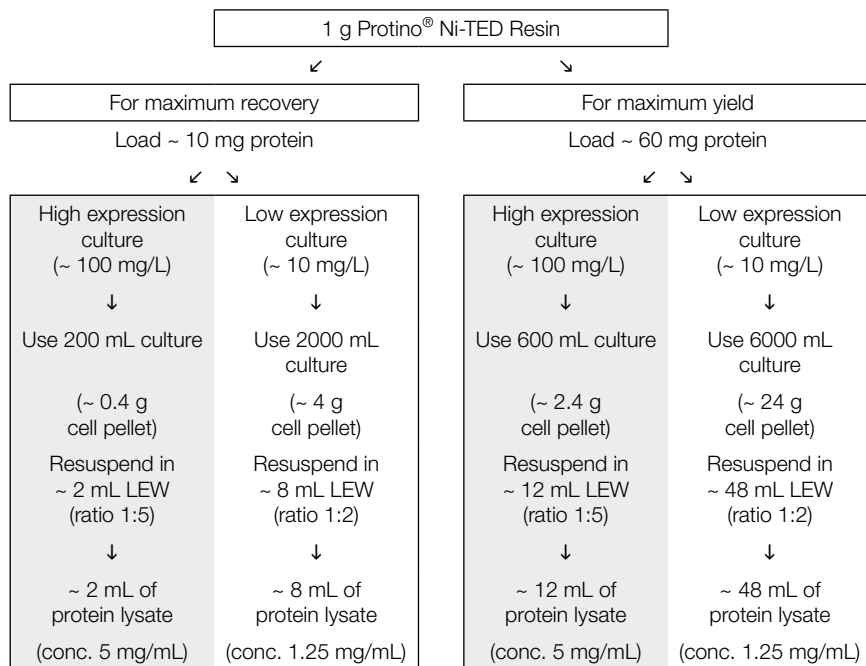 1 g Protino® Ni-TED Resin
↙ ↘
For maximum recovery
Load ~ 10 mg protein
↙ ↘
High expression
culture
(~ 100 mg/L)
↓
Use 200 mL culture
(~ 0.4 g
cell pellet)
Resuspend in
~ 2 mL LEW
(ratio 1:5)
↓
~ 2 mL of
protein lysate
(conc. 5 mg/mL)
Low expression
culture
(~ 10 mg/L)
↓
Use 2000 mL
culture
(~ 4 g
cell pellet)
Resuspend in
~ 8 mL LEW
(ratio 1:2)
↓
~ 8 mL of
protein lysate
(conc. 1.25 mg/mL)
For maximum yield
Load ~ 60 mg protein
↙ ↘
High expression
culture
(~ 100 mg/L)
↓
Use 600 mL culture
(~ 2.4 g
cell pellet)
Resuspend in
~ 12 mL LEW
(ratio 1:5)
↓
~ 12 mL of
protein lysate
(conc. 5 mg/mL)
Low expression
culture
(~ 10 mg/L)
↓
Use 6000 mL
culture
(~ 24 g
cell pellet)
Resuspend in
~ 48 mL LEW
(ratio 1:2)
↓
~ 48 mL of
protein lysate
(conc. 1.25 mg/mL)